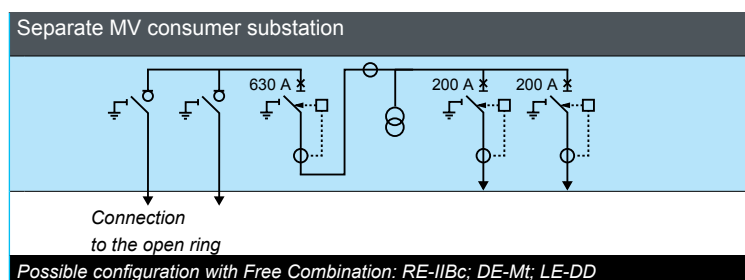 Separate MV consumer substation
630 A
200 A
200 A
Connection
to the open ring
Possible configuration with Free Combination: RE-IIBc; DE-Mt; LE-DD